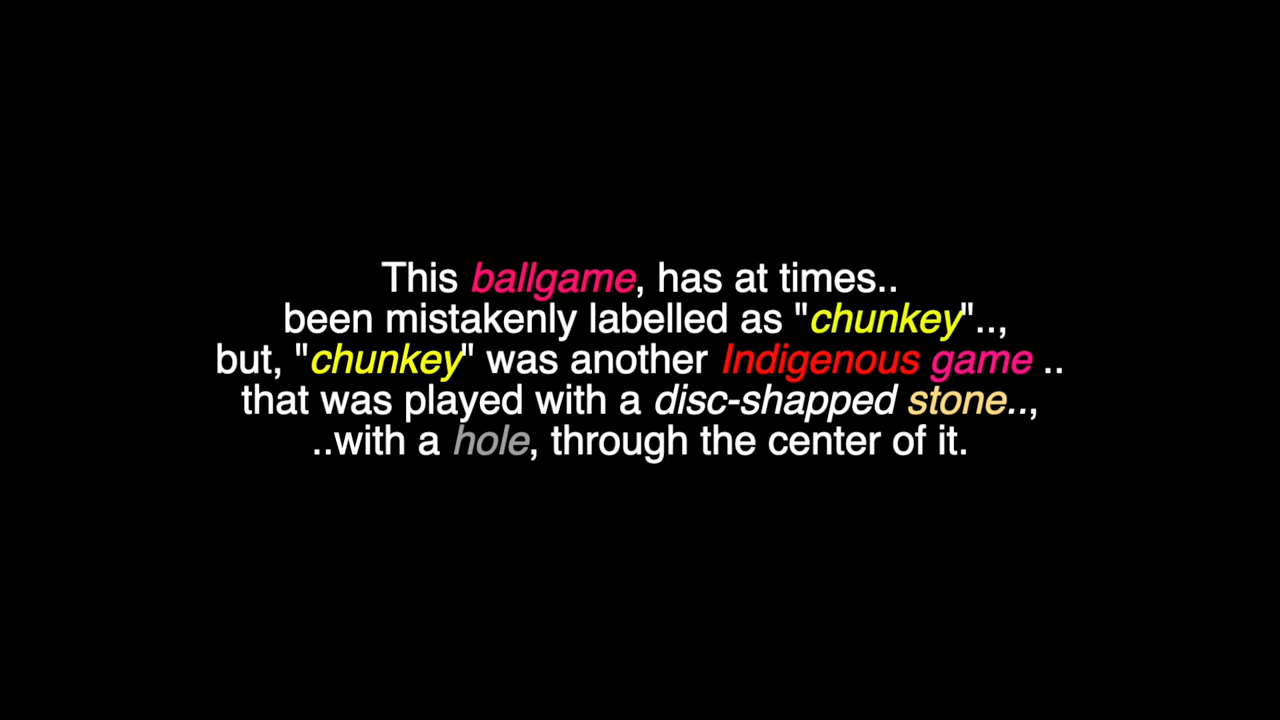 This ballgame, has at times..
been mistakenly labelled as "chunkey"..,
but, "chunkey" was another Indigenous game ..
that was played with a disc-shapped stone..,
..with a hole, through the center of it.